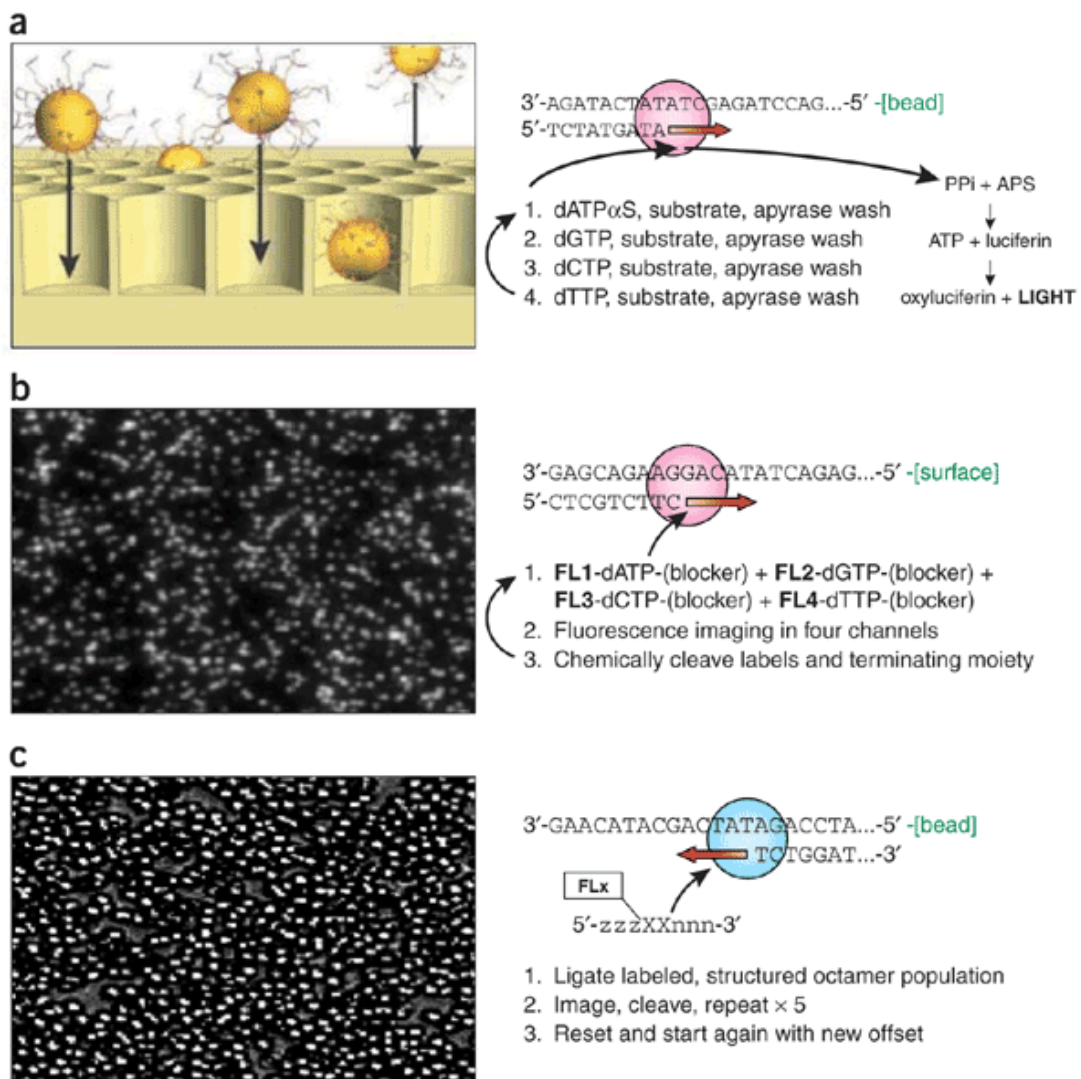 a
3′-AGATACTATATCGAGATCCAG...-5′ -[bead]
5′-TCTATGATA
PPi + APS
1. dATPαS, substrate, apyrase wash
2. dGTP, substrate, apyrase wash
3. dCTP, substrate, apyrase wash
4. dTTP, substrate, apyrase wash
ATP + luciferin
oxyluciferin + LIGHT
b
3′-GAGCAGAAGGACATATCAGAG...-5′ -[surface]
5′-CTCGTCTTC
1. FL1-dATP-(blocker) + FL2-dGTP-(blocker) +
FL3-dCTP-(blocker) + FL4-dTTP-(blocker)
2. Fluorescence imaging in four channels
3. Chemically cleave labels and terminating moiety
c
3′-GAACATACGACTATAGACCTA...-5′ -[bead]
TCTGGAT...-3′
FLx
5′-zzzXXnnn-3′
1. Ligate labeled, structured octamer population
2. Image, cleave, repeat × 5
3. Reset and start again with new offset